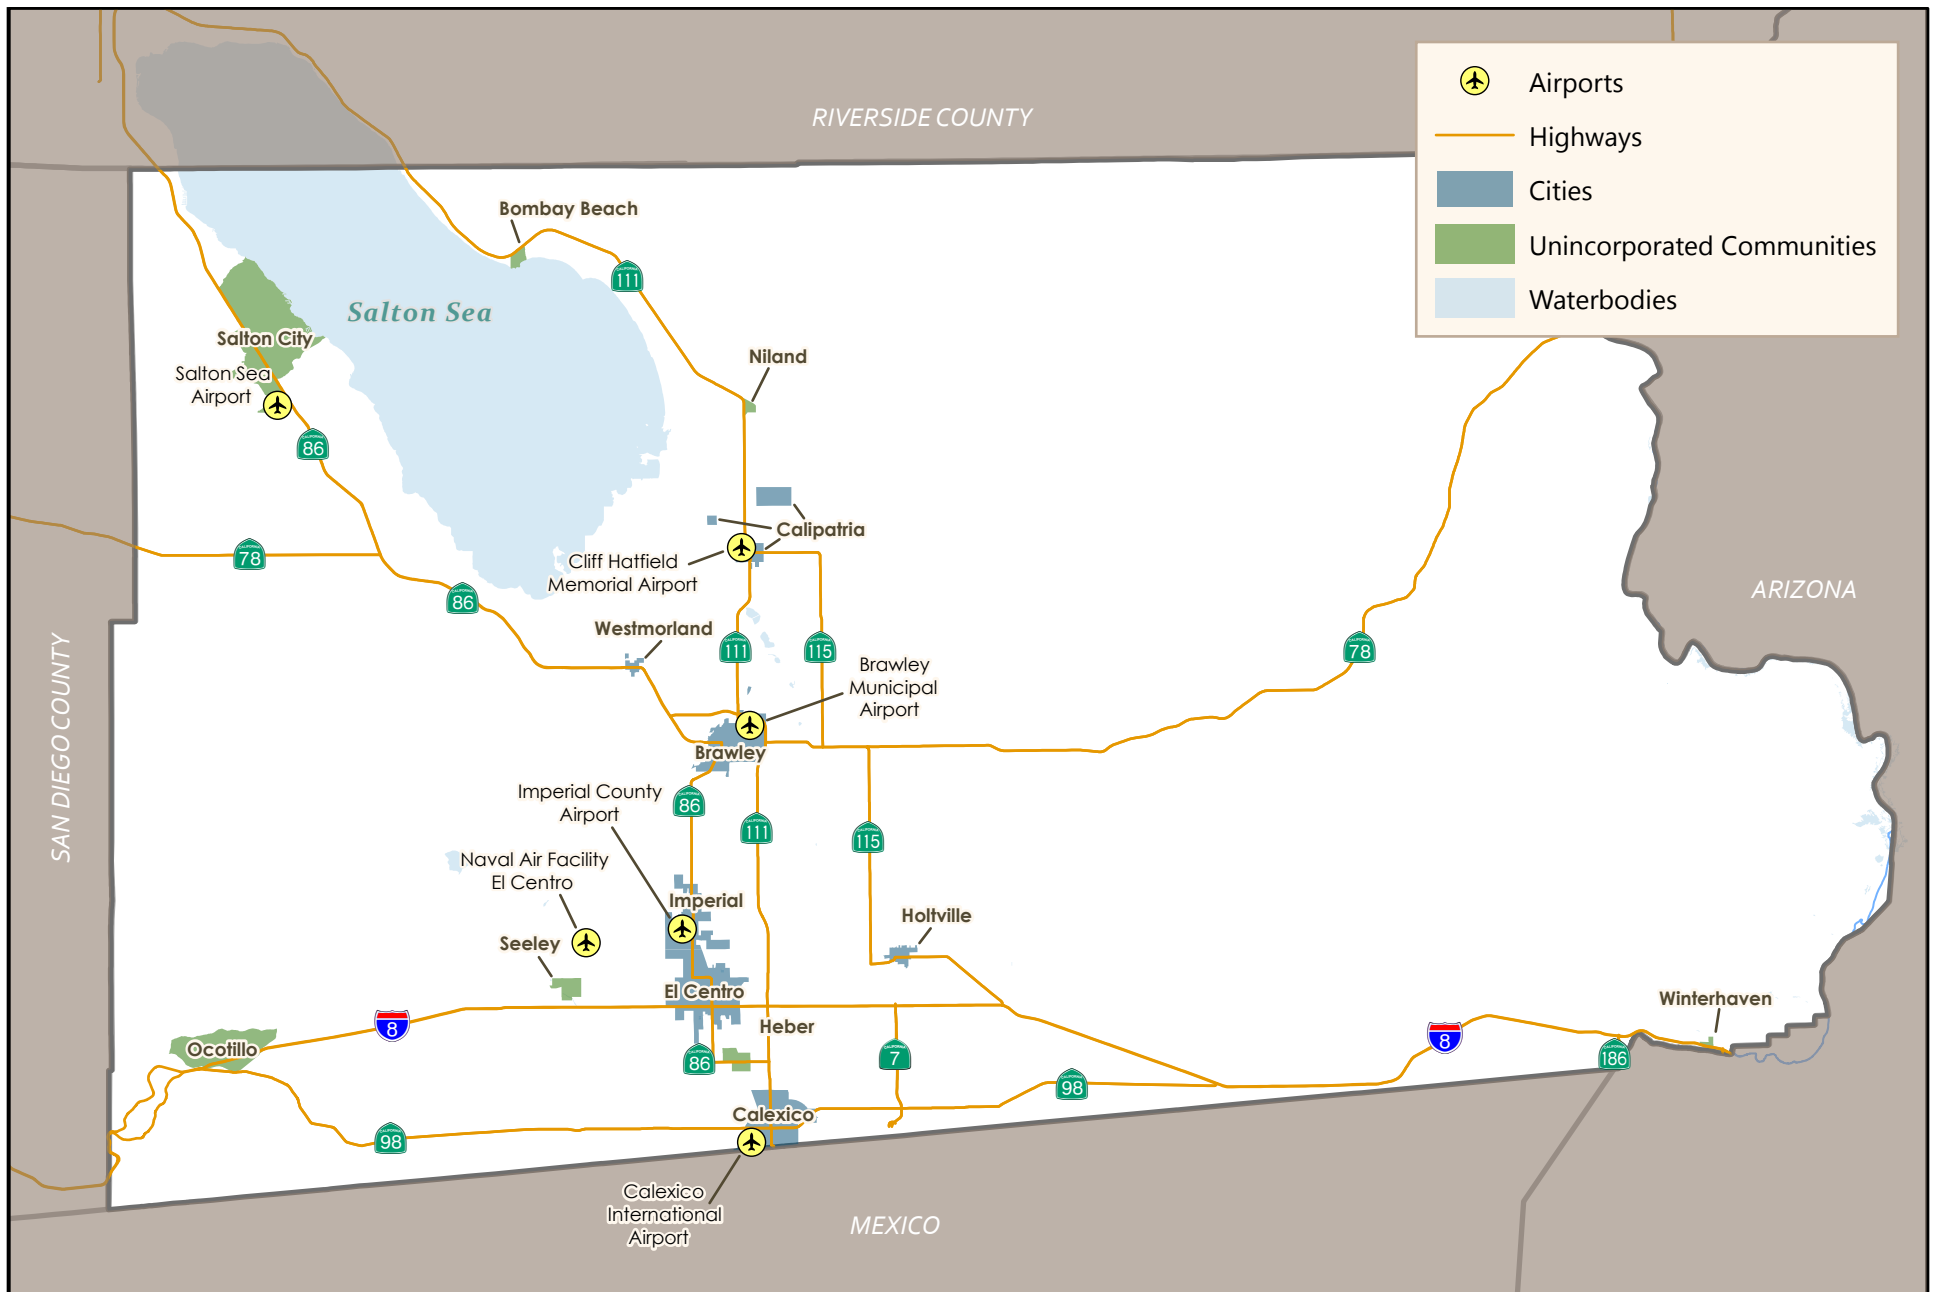 RIVERSIDE COUNTY
Airports
Highways
Cities
Unincorporated Communities
Waterbodies
Bombay Beach
111
Salton Sea
Salton City
Niland
Salton Sea
Airport
86
Calipatria
78
Cliff Hatfield
Memorial Airport
86
ARIZONA
Westmorland
111
115
78
Brawley
Municipal
Airport
SAN DIEGO COUNTY
Brawley
Imperial County
Airport
86
111
115
Naval Air Facility
El Centro
Imperial
Holtville
Seeley
El Centro
Winterhaven
8
Heber
8
Ocotillo
86
7
186
98
Calexico
98
Calexico
International
Airport
MEXICO